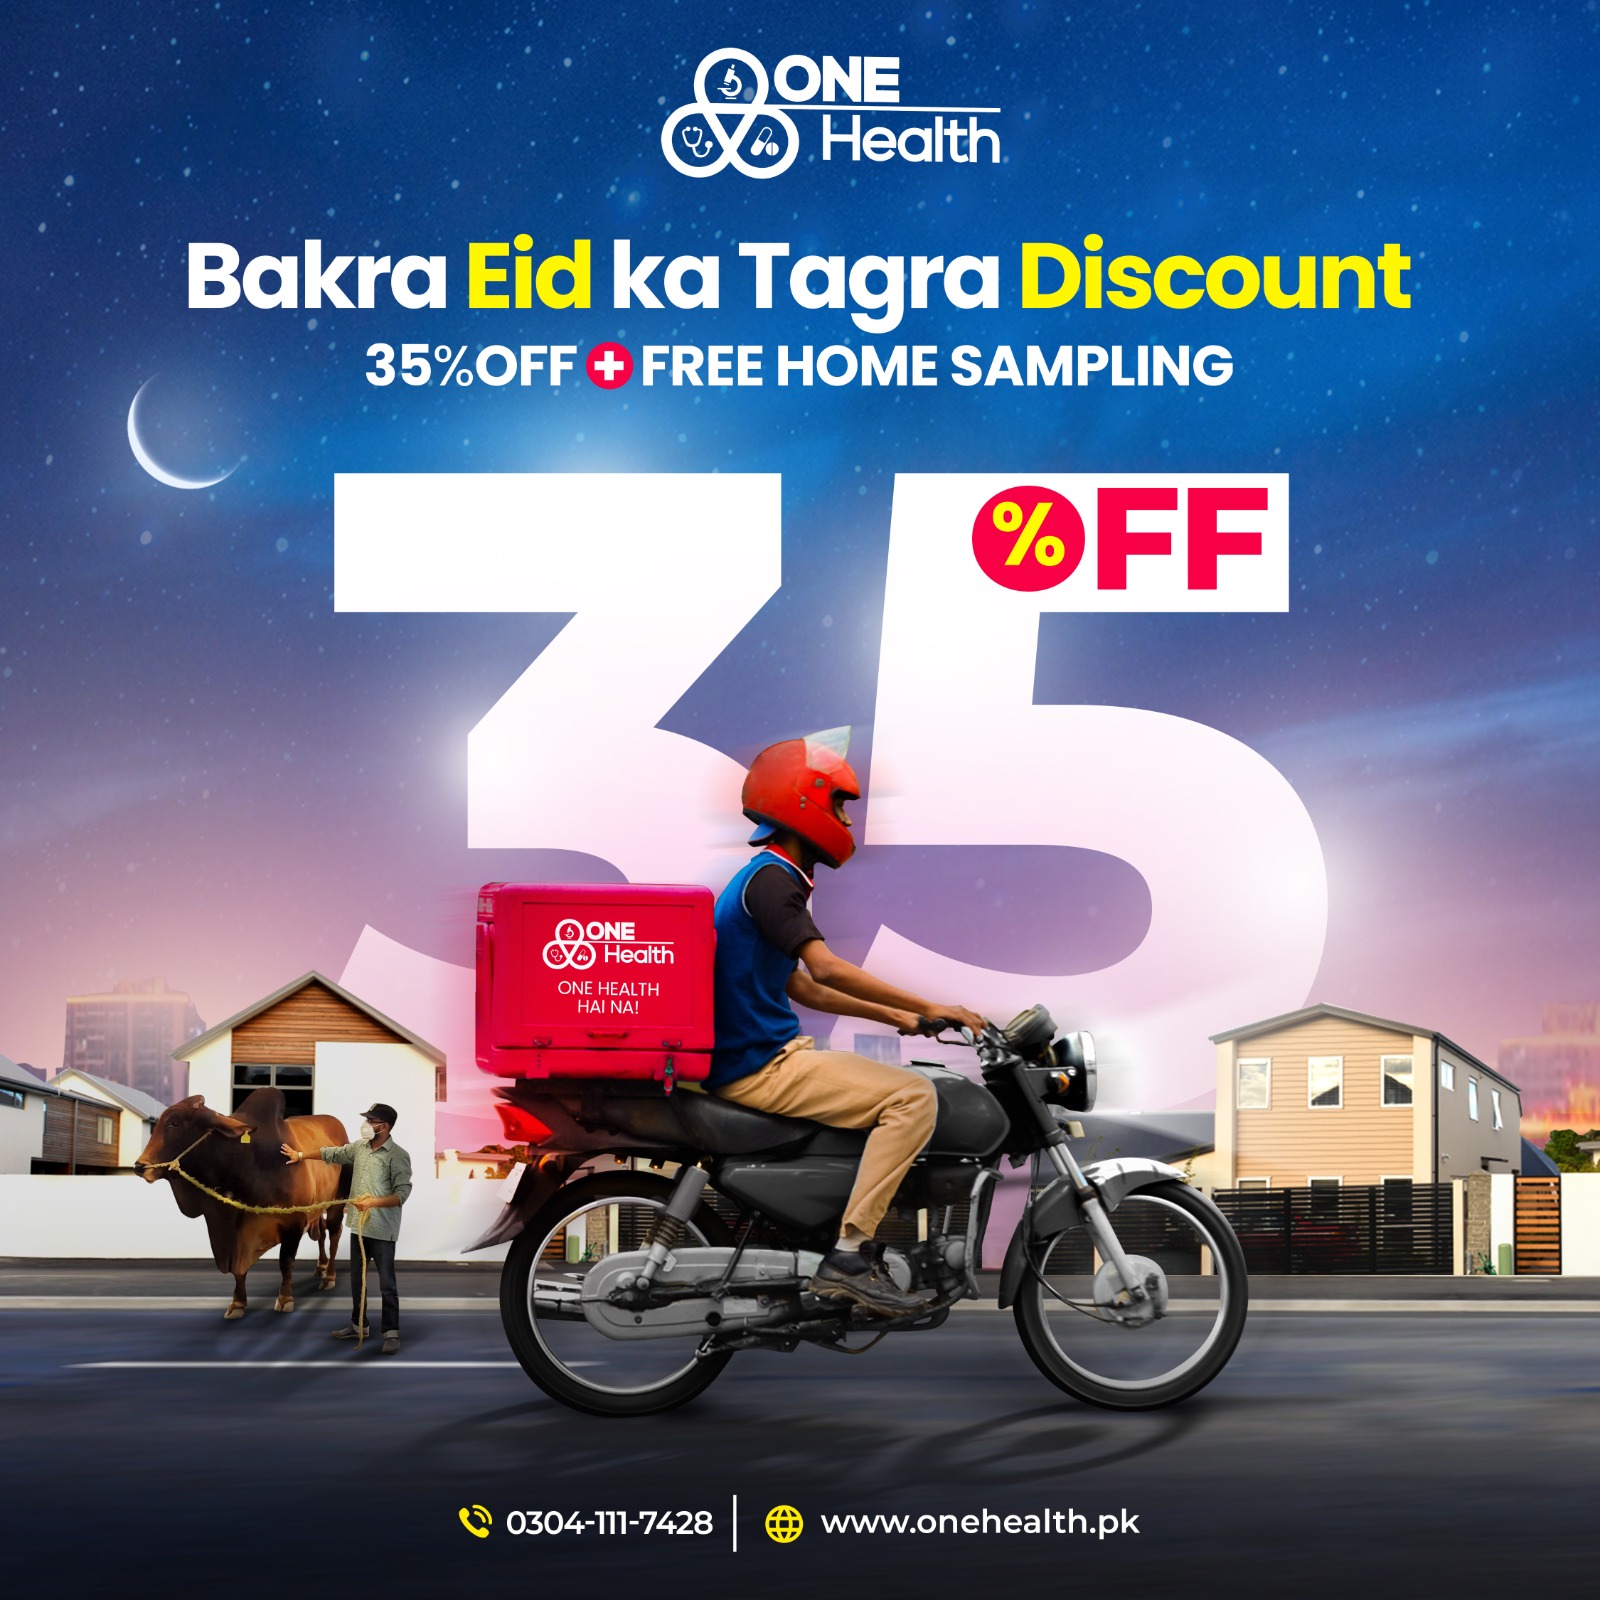 ONE
Health
Bakra Eid ka Tagra Discount
35%OFF + FREE HOME SAMPLING
35 %FF
ONE
Health
ONE HEALTH
HAI NA!
0304-111-7428 | www.onehealth.pk